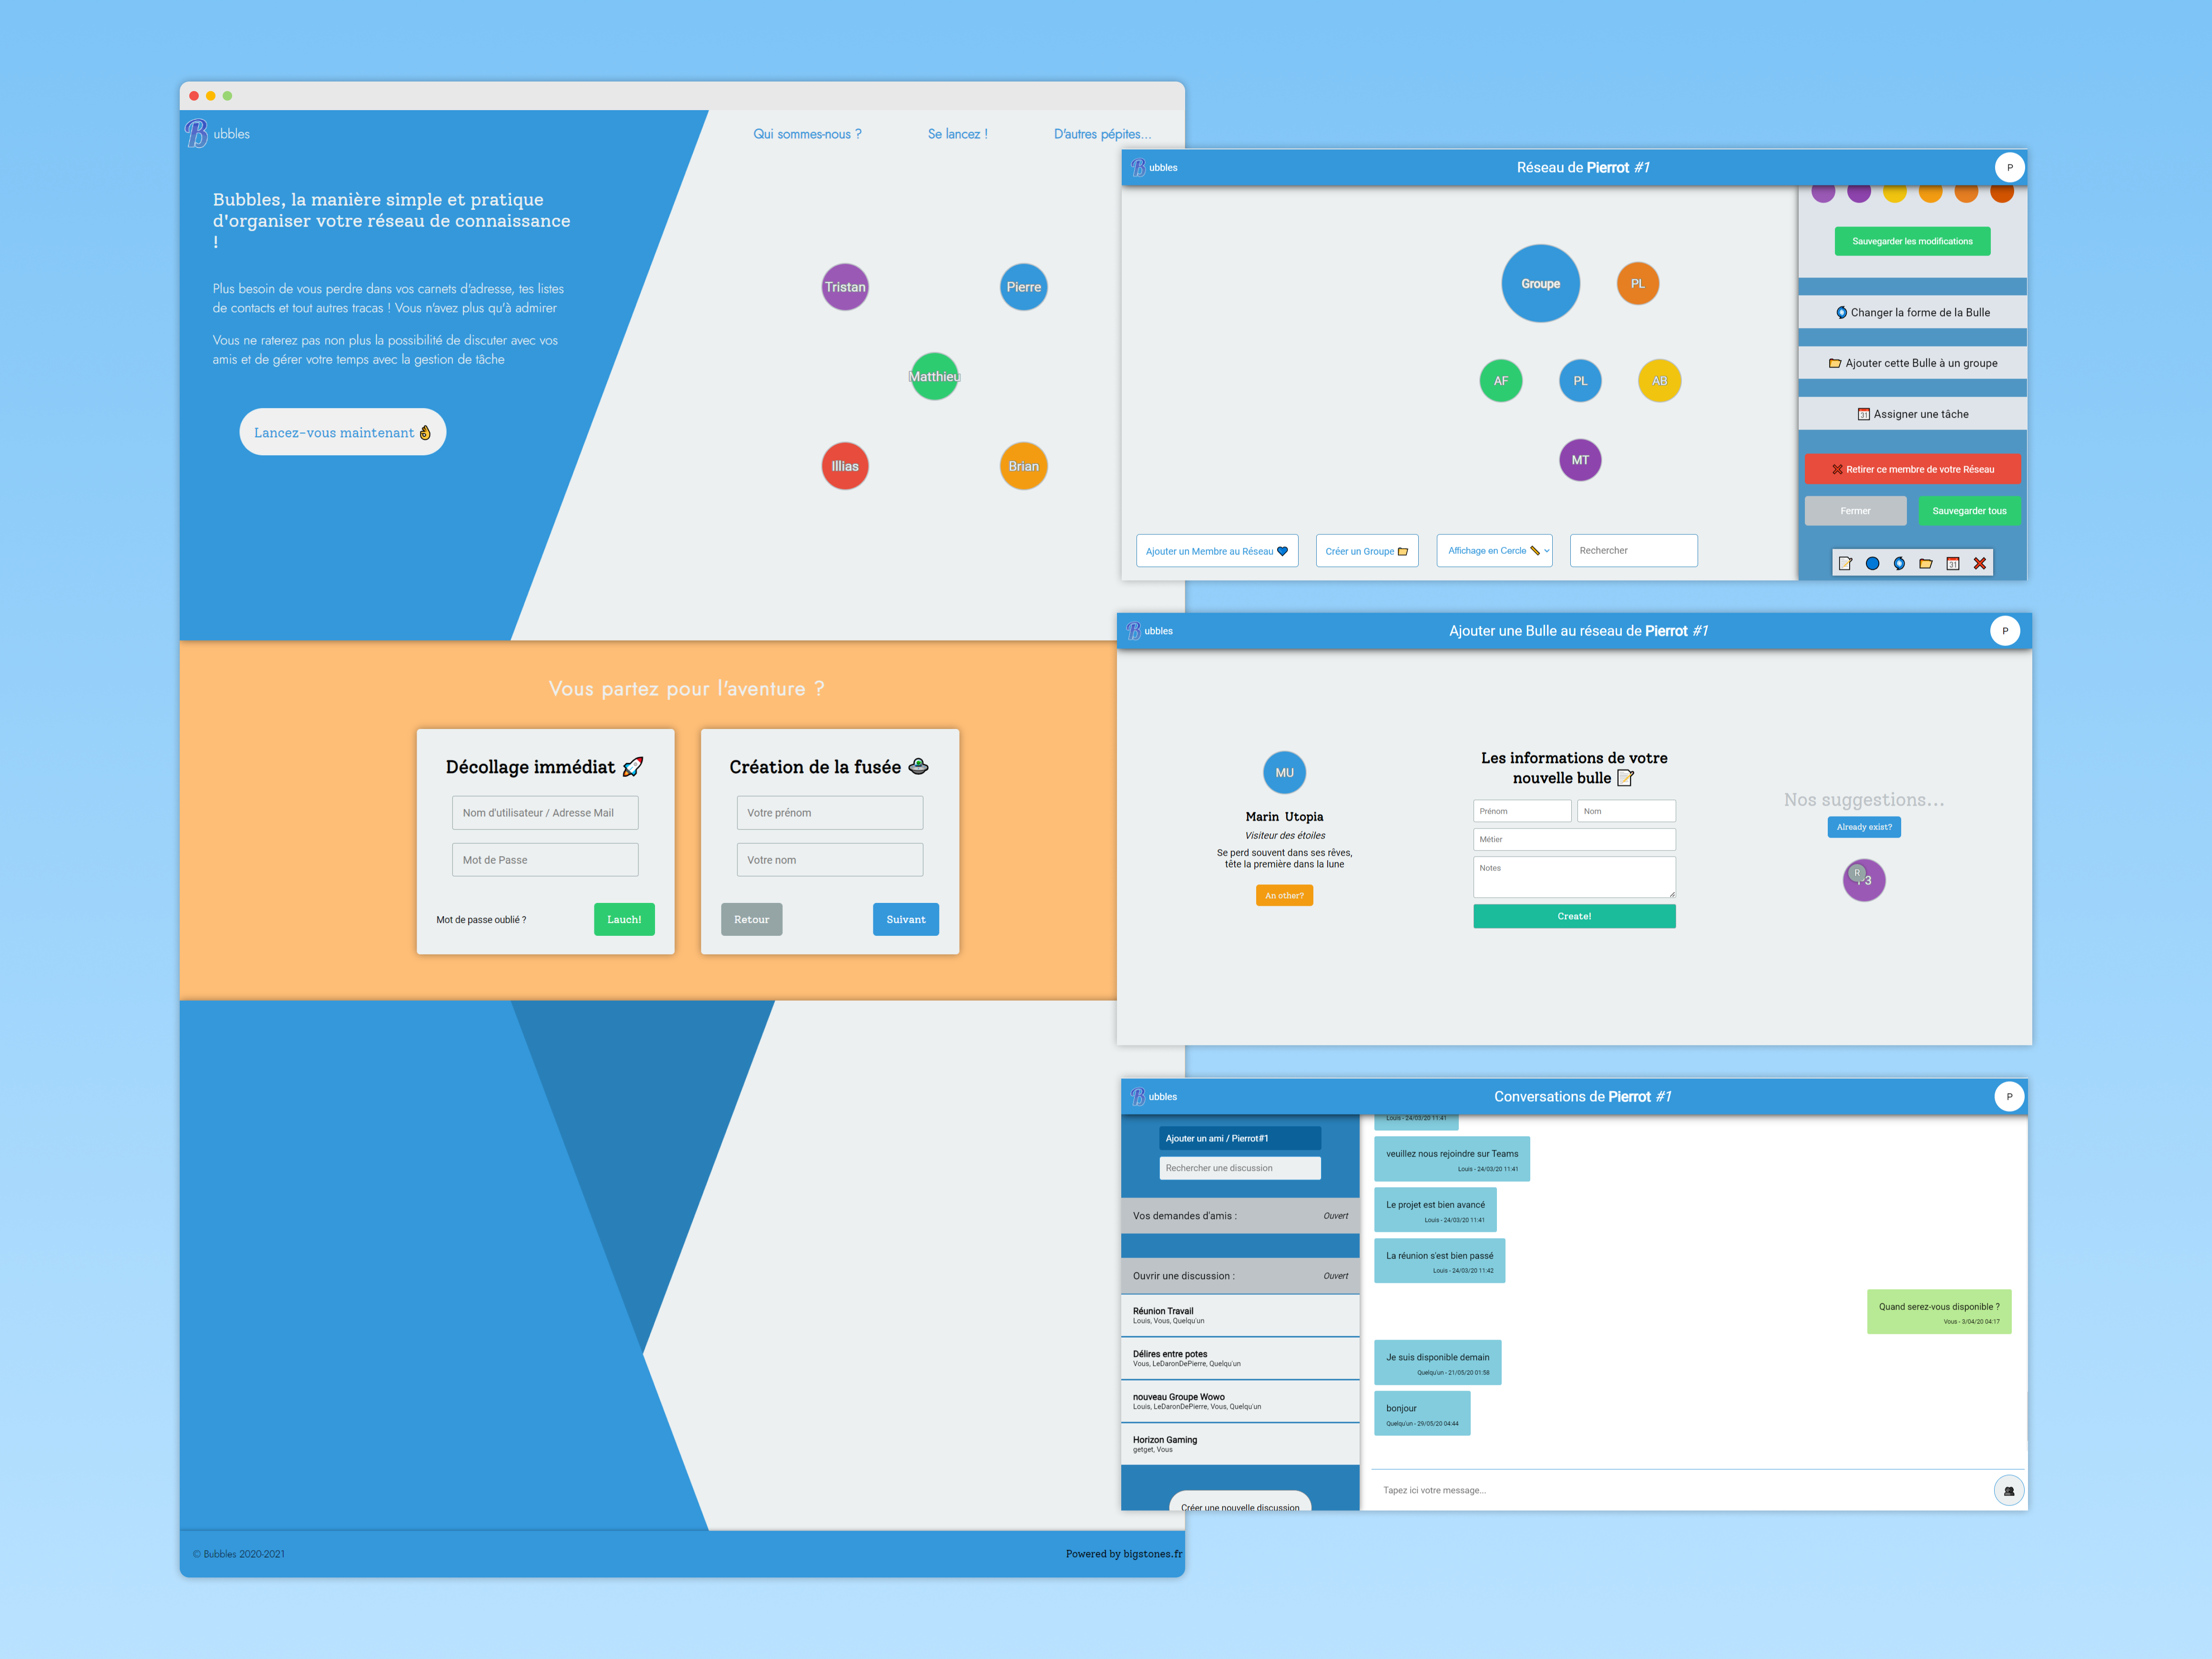 Bubbles
Qui sommes-nous ?
Se lancez !
D'autres pépites...
Bubbles, la manière simple et pratique
d'organiser votre réseau de connaissance
!
Plus besoin de vous perdre dans vos carnets d'adresse, tes listes
de contacts et tout autres tracas ! Vous n'avez plus qu'à admirer
Vous ne raterez pas non plus la possibilité de discuter avec vos
amis et de gérer votre temps avec la gestion de tâche
Lancez-vous maintenant 👌
Tristan
Pierre
Matthieu
Illias
Brian
Vous partez pour l'aventure ?
Décollage immédiat 🚀
Nom d'utilisateur / Adresse Mail
Mot de Passe
Mot de passe oublié ?
Lauch!
Création de la fusée 🛸
Votre prénom
Votre nom
Retour
Suivant
© Bubbles 2020-2021
Powered by bigstones.fr
Bubbles
Réseau de Pierrot #1
P
Groupe
PL
AF
PL
AB
MT
Ajouter un Membre au Réseau 💙
Créer un Groupe 📁
Affichage en Cercle 📏
Rechercher
Sauvegarder les modifications
🌀 Changer la forme de la Bulle
📁 Ajouter cette Bulle à un groupe
📅 Assigner une tâche
❌ Retirer ce membre de votre Réseau
Fermer
Sauvegarder tous
Bubbles
Ajouter une Bulle au réseau de Pierrot #1
P
MU
Marin Utopia
Visiteur des étoiles
Se perd souvent dans ses rêves,
tête la première dans la lune
An other?
Les informations de votre
nouvelle bulle 📝
Prénom
Nom
Métier
Notes
Create!
Nos suggestions...
Already exist?
R
3
Bubbles
Conversations de Pierrot #1
P
Ajouter un ami / Pierrot#1
Rechercher une discussion
Vos demandes d'amis :
Ouvert
Ouvrir une discussion :
Ouvert
Réunion Travail
Louis, Vous, Quelqu'un
Délires entre potes
Vous, LeDaronDePierre, Quelqu'un
nouveau Groupe Wowo
Louis, LeDaronDePierre, Vous, Quelqu'un
Horizon Gaming
getget, Vous
Créer une nouvelle discussion
Louis - 24/03/20 11:41
veuillez nous rejoindre sur Teams
Louis - 24/03/20 11:41
Le projet est bien avancé
Louis - 24/03/20 11:41
La réunion s'est bien passé
Louis - 24/03/20 11:42
Quand serez-vous disponible ?
Vous - 3/04/20 04:17
Je suis disponible demain
Quelqu'un - 21/05/20 01:58
bonjour
Quelqu'un - 29/05/20 04:44
Tapez ici votre message...